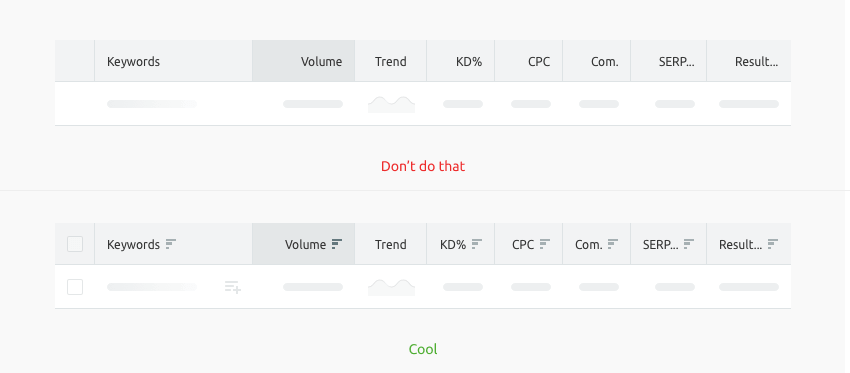 Keywords Volume Trend KD% CPC Com. SERP... Result...
Don't do that
Keywords Volume Trend KD% CPC Com. SERP... Result...
Cool